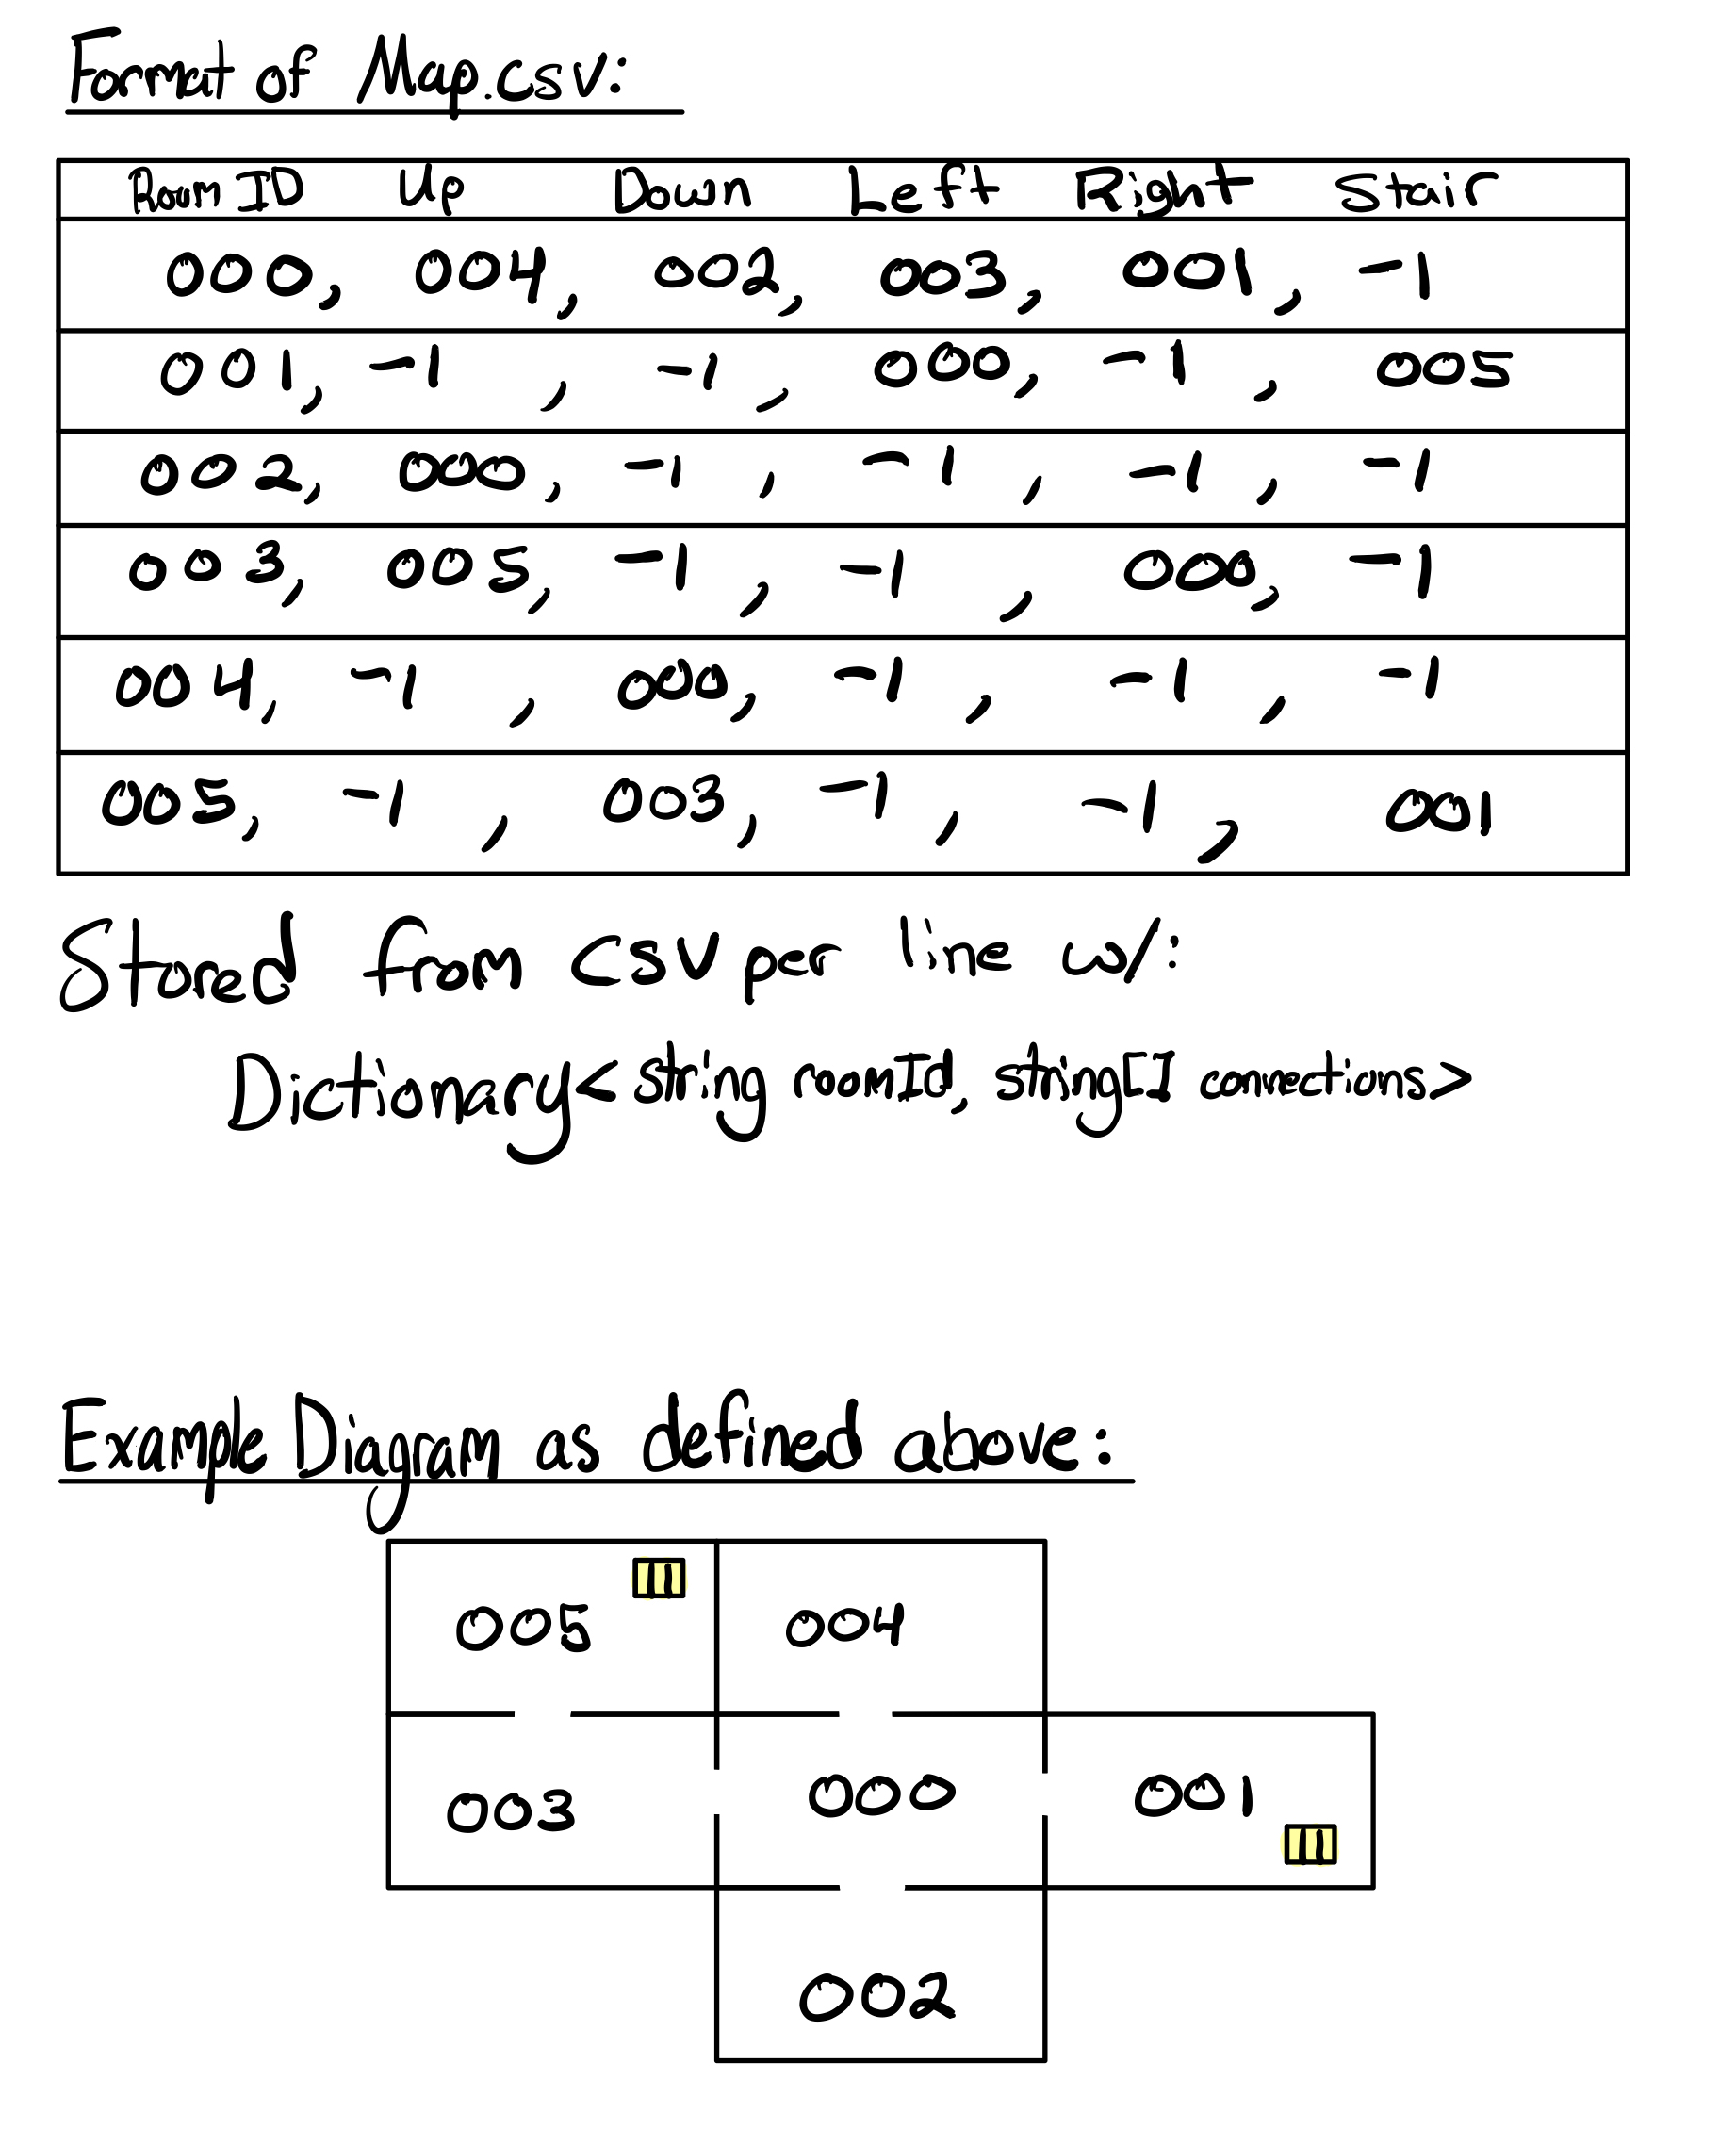 Format of Map.csv:
Room ID Up Down Left Right Stair
000, 004, 002, 003, 001, -1
001, -1, -1, 000, -1, 005
002, 000, -1, -1, -1, -1
003, 005, -1, -1, 000, -1
004, -1, 000, -1, -1, -1
005, -1, 003, -1, -1, 001
Stored from CSV per line w/:
Dictionary< string roomId, string[] connections>
Example Diagram as defined above:
005 004
003 000 001
002